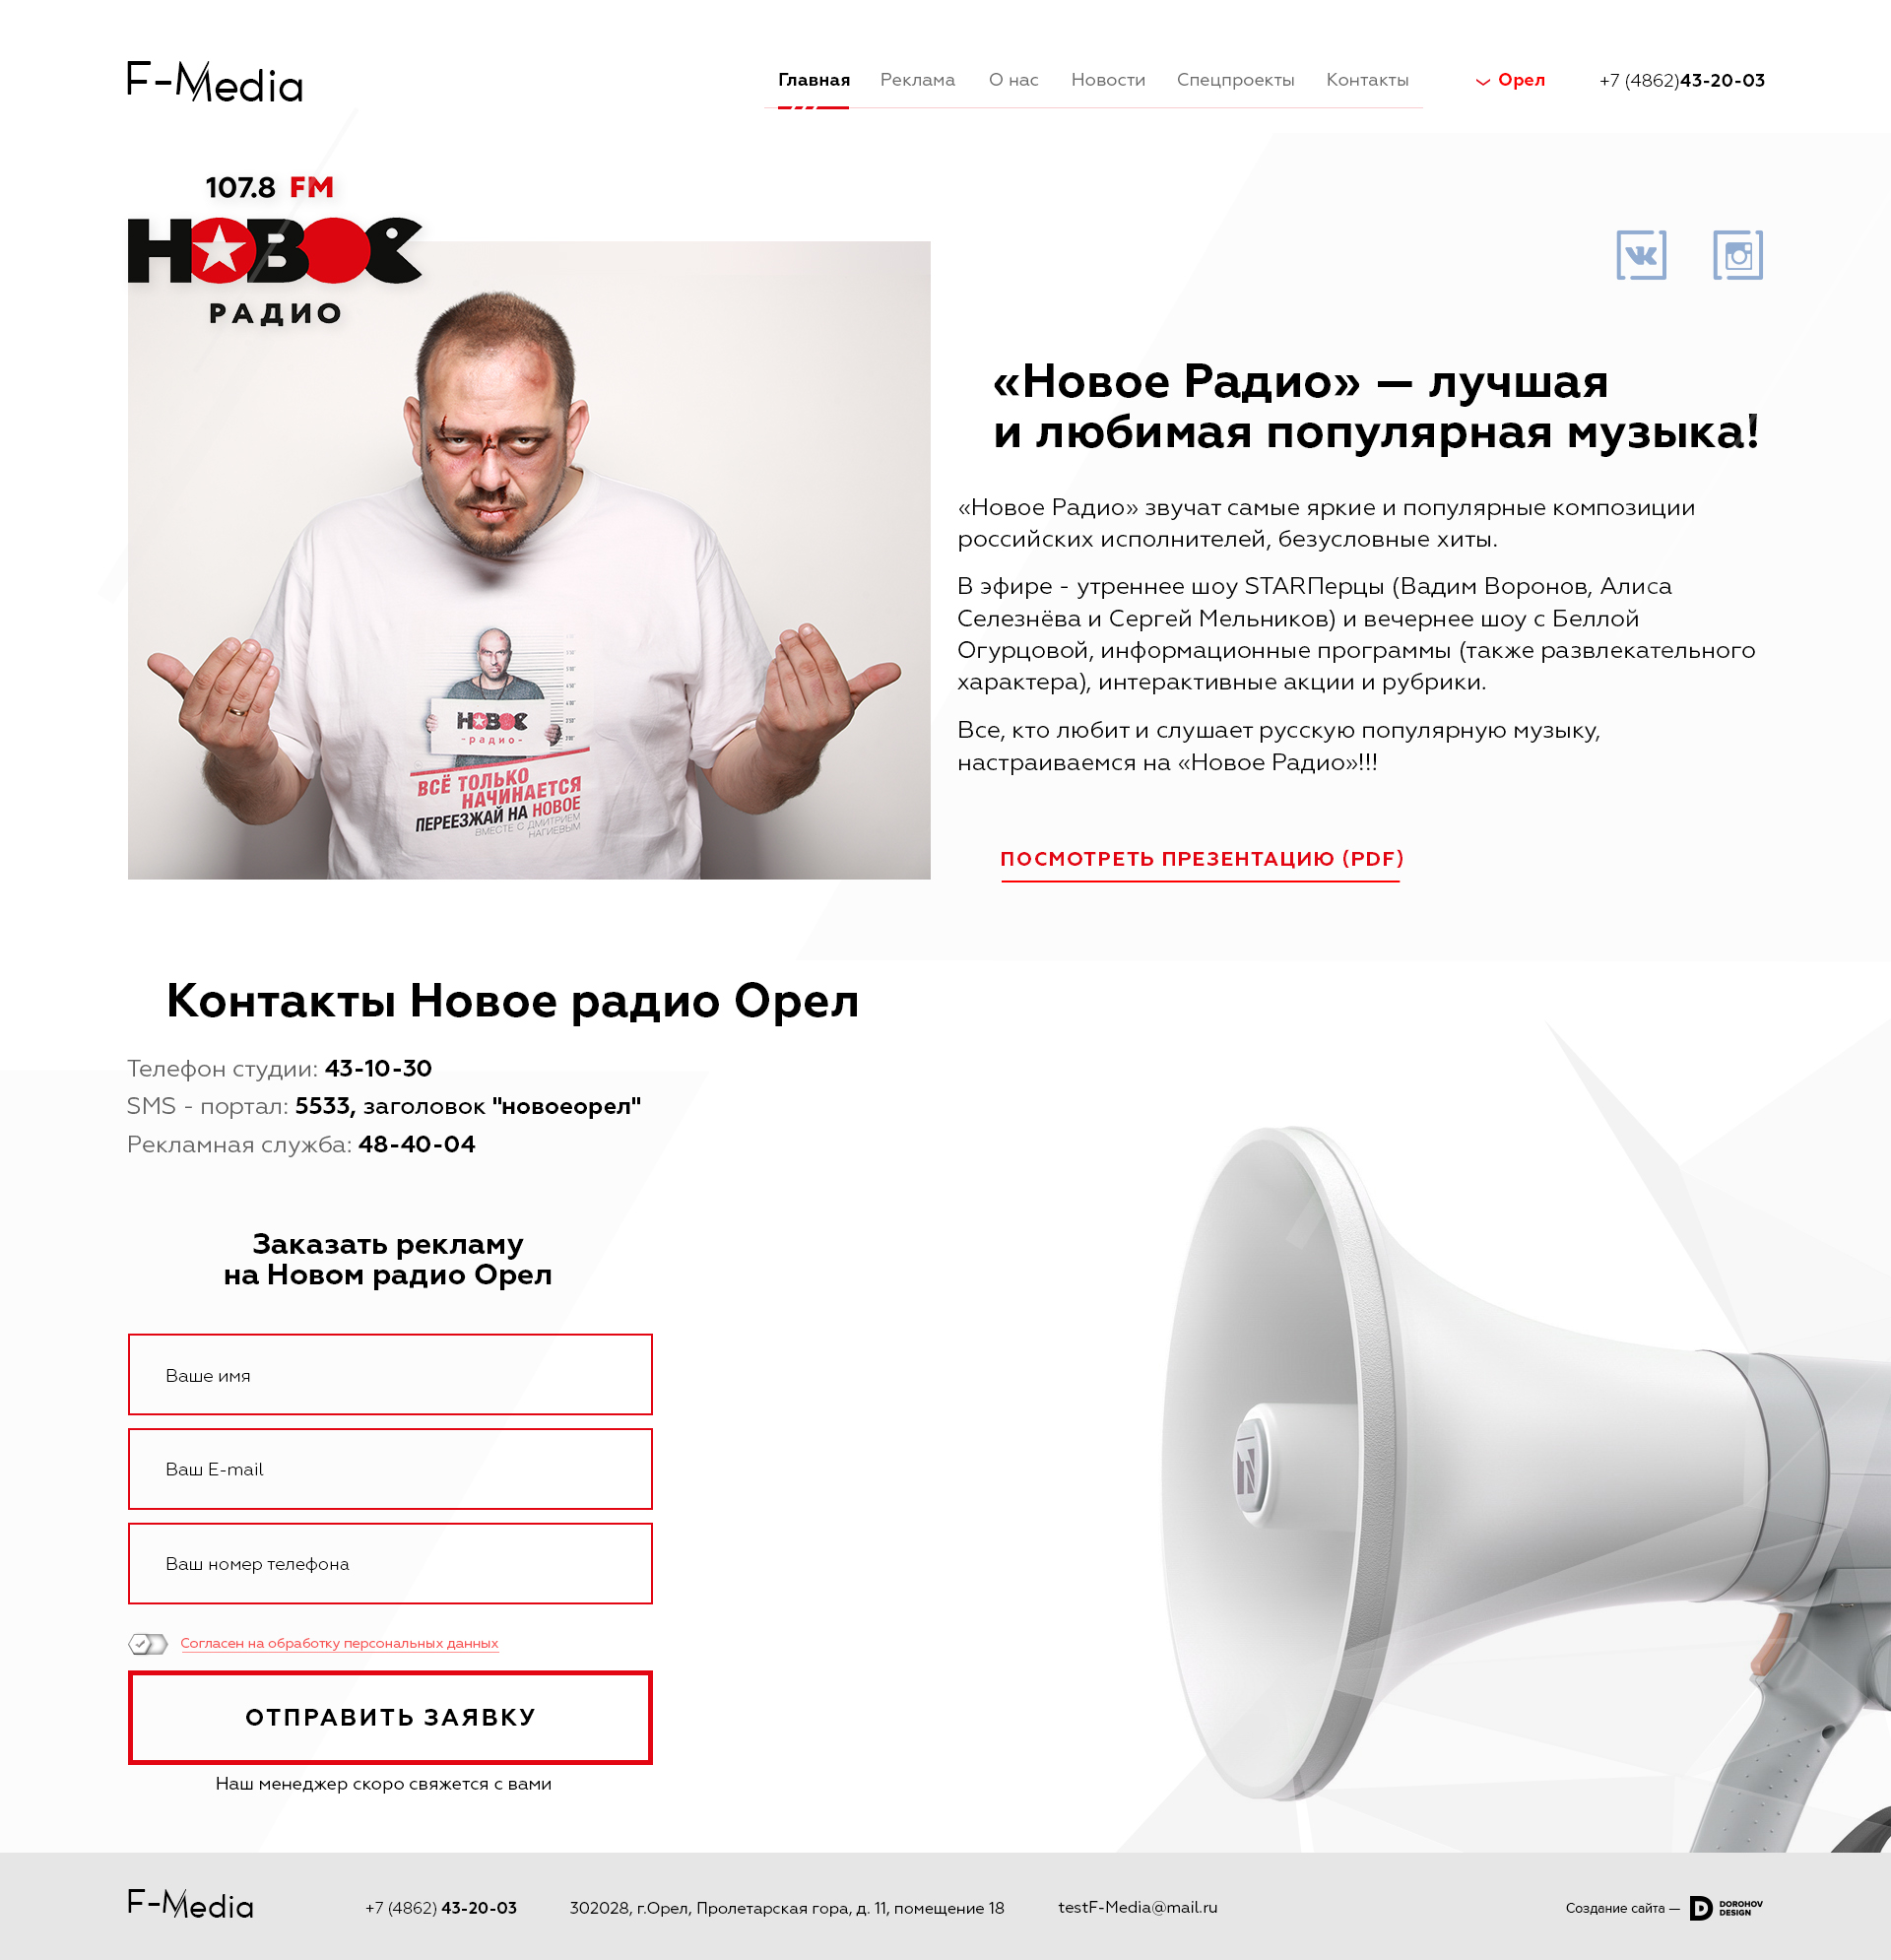 F-Media
Главная Реклама О нас Новости Спецпроекты Контакты
Орел
+7 (4862)43-20-03
107.8 FM
НОВОЕ
РАДИО
НОВОЕ
-радио-
ВСЁ ТОЛЬКО
НАЧИНАЕТСЯ
ПЕРЕЕЗЖАЙ НА НОВОЕ
ВМЕСТЕ С ДМИТРИЕМ
НАГИЕВЫМ
«Новое Радио» — лучшая
и любимая популярная музыка!
«Новое Радио» звучат самые яркие и популярные композиции
российских исполнителей, безусловные хиты.
В эфире - утреннее шоу STARПерцы (Вадим Воронов, Алиса
Селезнёва и Сергей Мельников) и вечернее шоу с Беллой
Огурцовой, информационные программы (также развлекательного
характера), интерактивные акции и рубрики.
Все, кто любит и слушает русскую популярную музыку,
настраиваемся на «Новое Радио»!!!
ПОСМОТРЕТЬ ПРЕЗЕНТАЦИЮ (PDF)
Контакты Новое радио Орел
Телефон студии: 43-10-30
SMS - портал: 5533, заголовок "новоеорел"
Рекламная служба: 48-40-04
Заказать рекламу
на Новом радио Орел
Ваше имя
Ваш E-mail
Ваш номер телефона
Согласен на обработку персональных данных
ОТПРАВИТЬ ЗАЯВКУ
Наш менеджер скоро свяжется с вами
F-Media
+7 (4862) 43-20-03
302028, г.Орел, Пролетарская гора, д. 11, помещение 18
testF-Media@mail.ru
Создание сайта —
DOROHOV
DESIGN